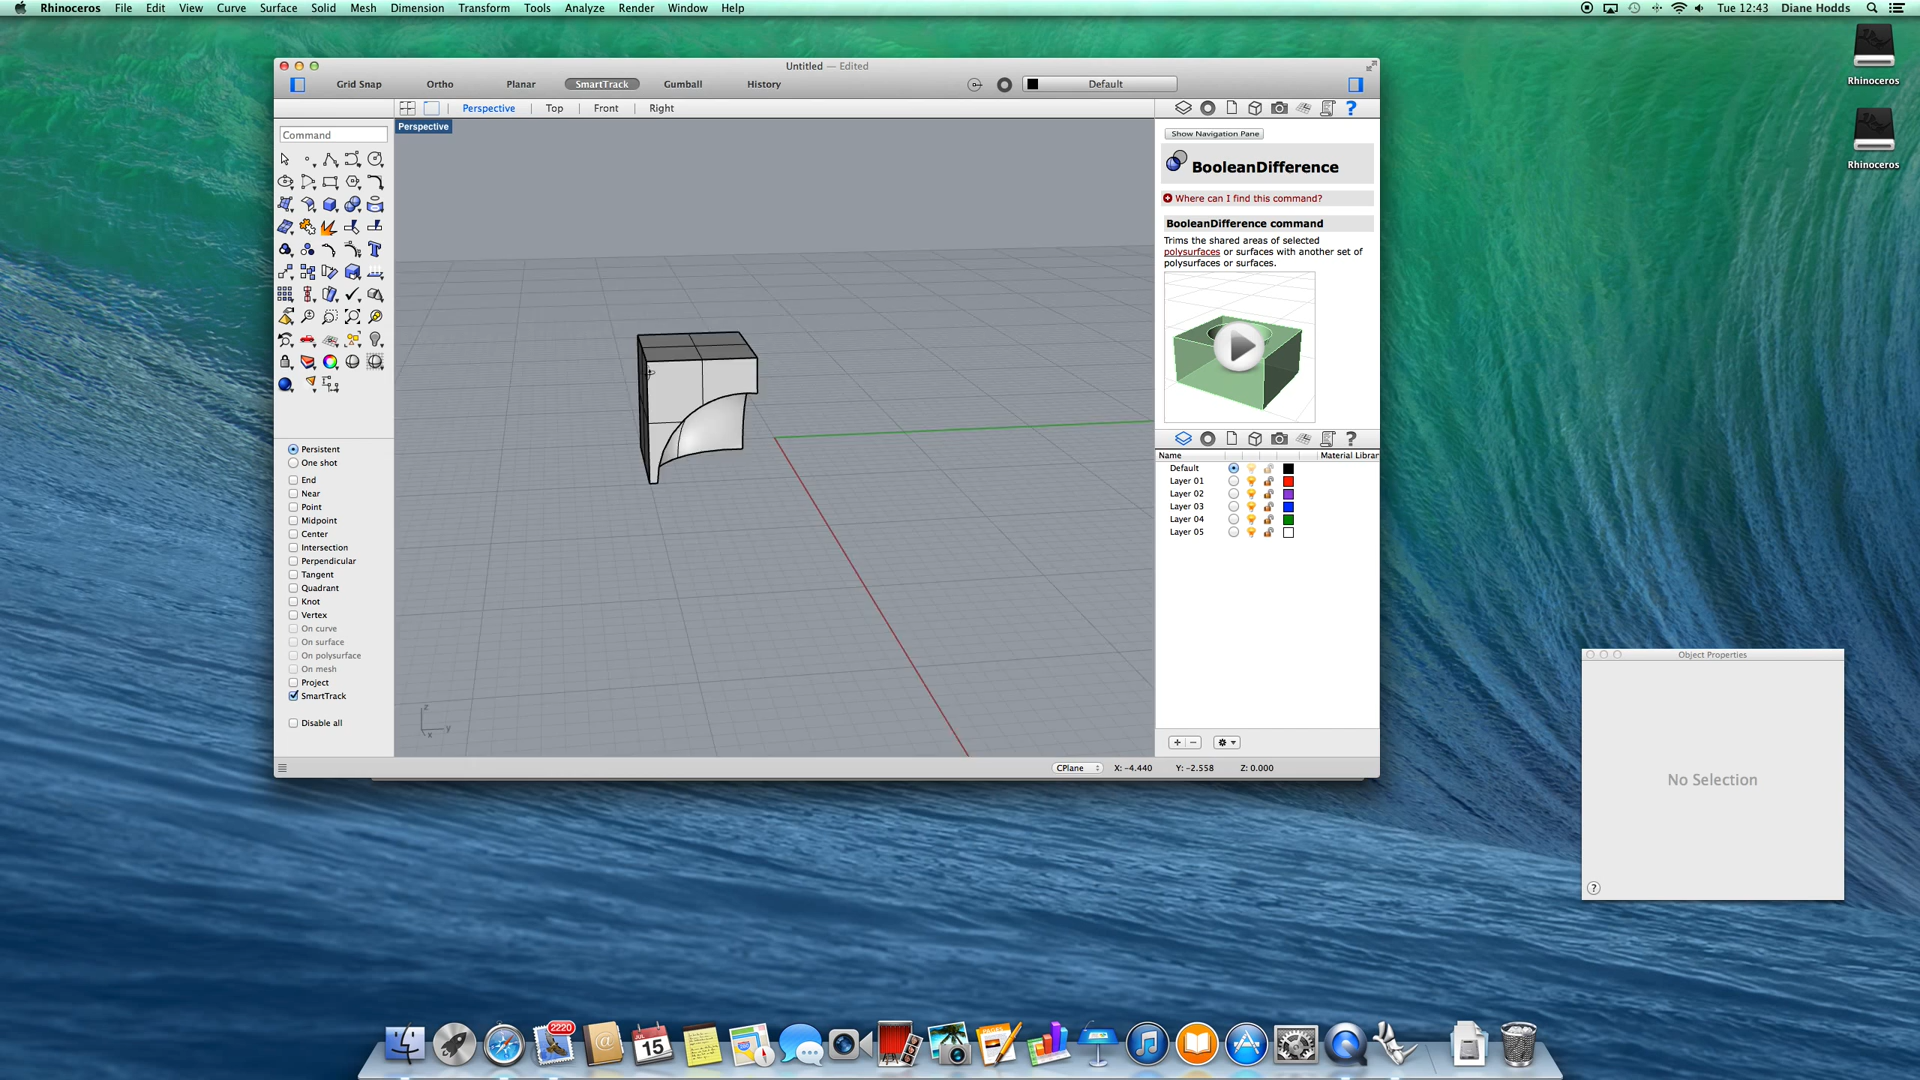 Rhinoceros File Edit View Curve Surface Solid Mesh Dimension Transform Tools Analyze Render Window Help
Tue 12:43 Diane Hodds
Rhinoceros
Rhinoceros
Untitled — Edited
Grid Snap Ortho Planar SmartTrack Gumball History
Default
Perspective Top Front Right
Perspective
Command
Persistent
One shot
End
Near
Point
Midpoint
Center
Intersection
Perpendicular
Tangent
Quadrant
Knot
Vertex
On curve
On surface
On polysurface
On mesh
Project
SmartTrack
Disable all
z
x y
Show Navigation Pane
BooleanDifference
Where can I find this command?
BooleanDifference command
Trims the shared areas of selected
polysurfaces or surfaces with another set of
polysurfaces or surfaces.
Name Material Librar
Default
Layer 01
Layer 02
Layer 03
Layer 04
Layer 05
CPlane X: -4.440 Y: -2.558 Z: 0.000
Object Properties
No Selection
?
2220
JUL
15
PAGES